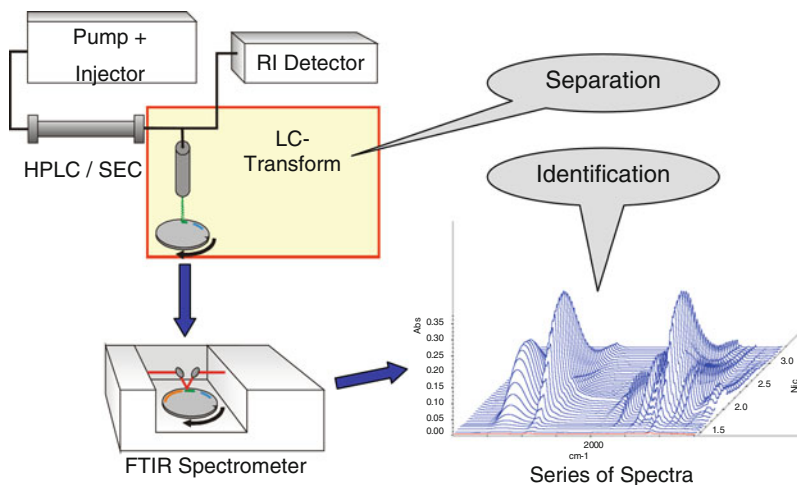 Pump +
Injector
RI Detector
Separation
LC-
Transform
HPLC / SEC
Identification
Abs
0.35
0.30
0.25
0.20
0.15
0.10
0.05
0.00
3.0
2.5
2.0
1.5
2000
cm-1
FTIR Spectrometer
Series of Spectra